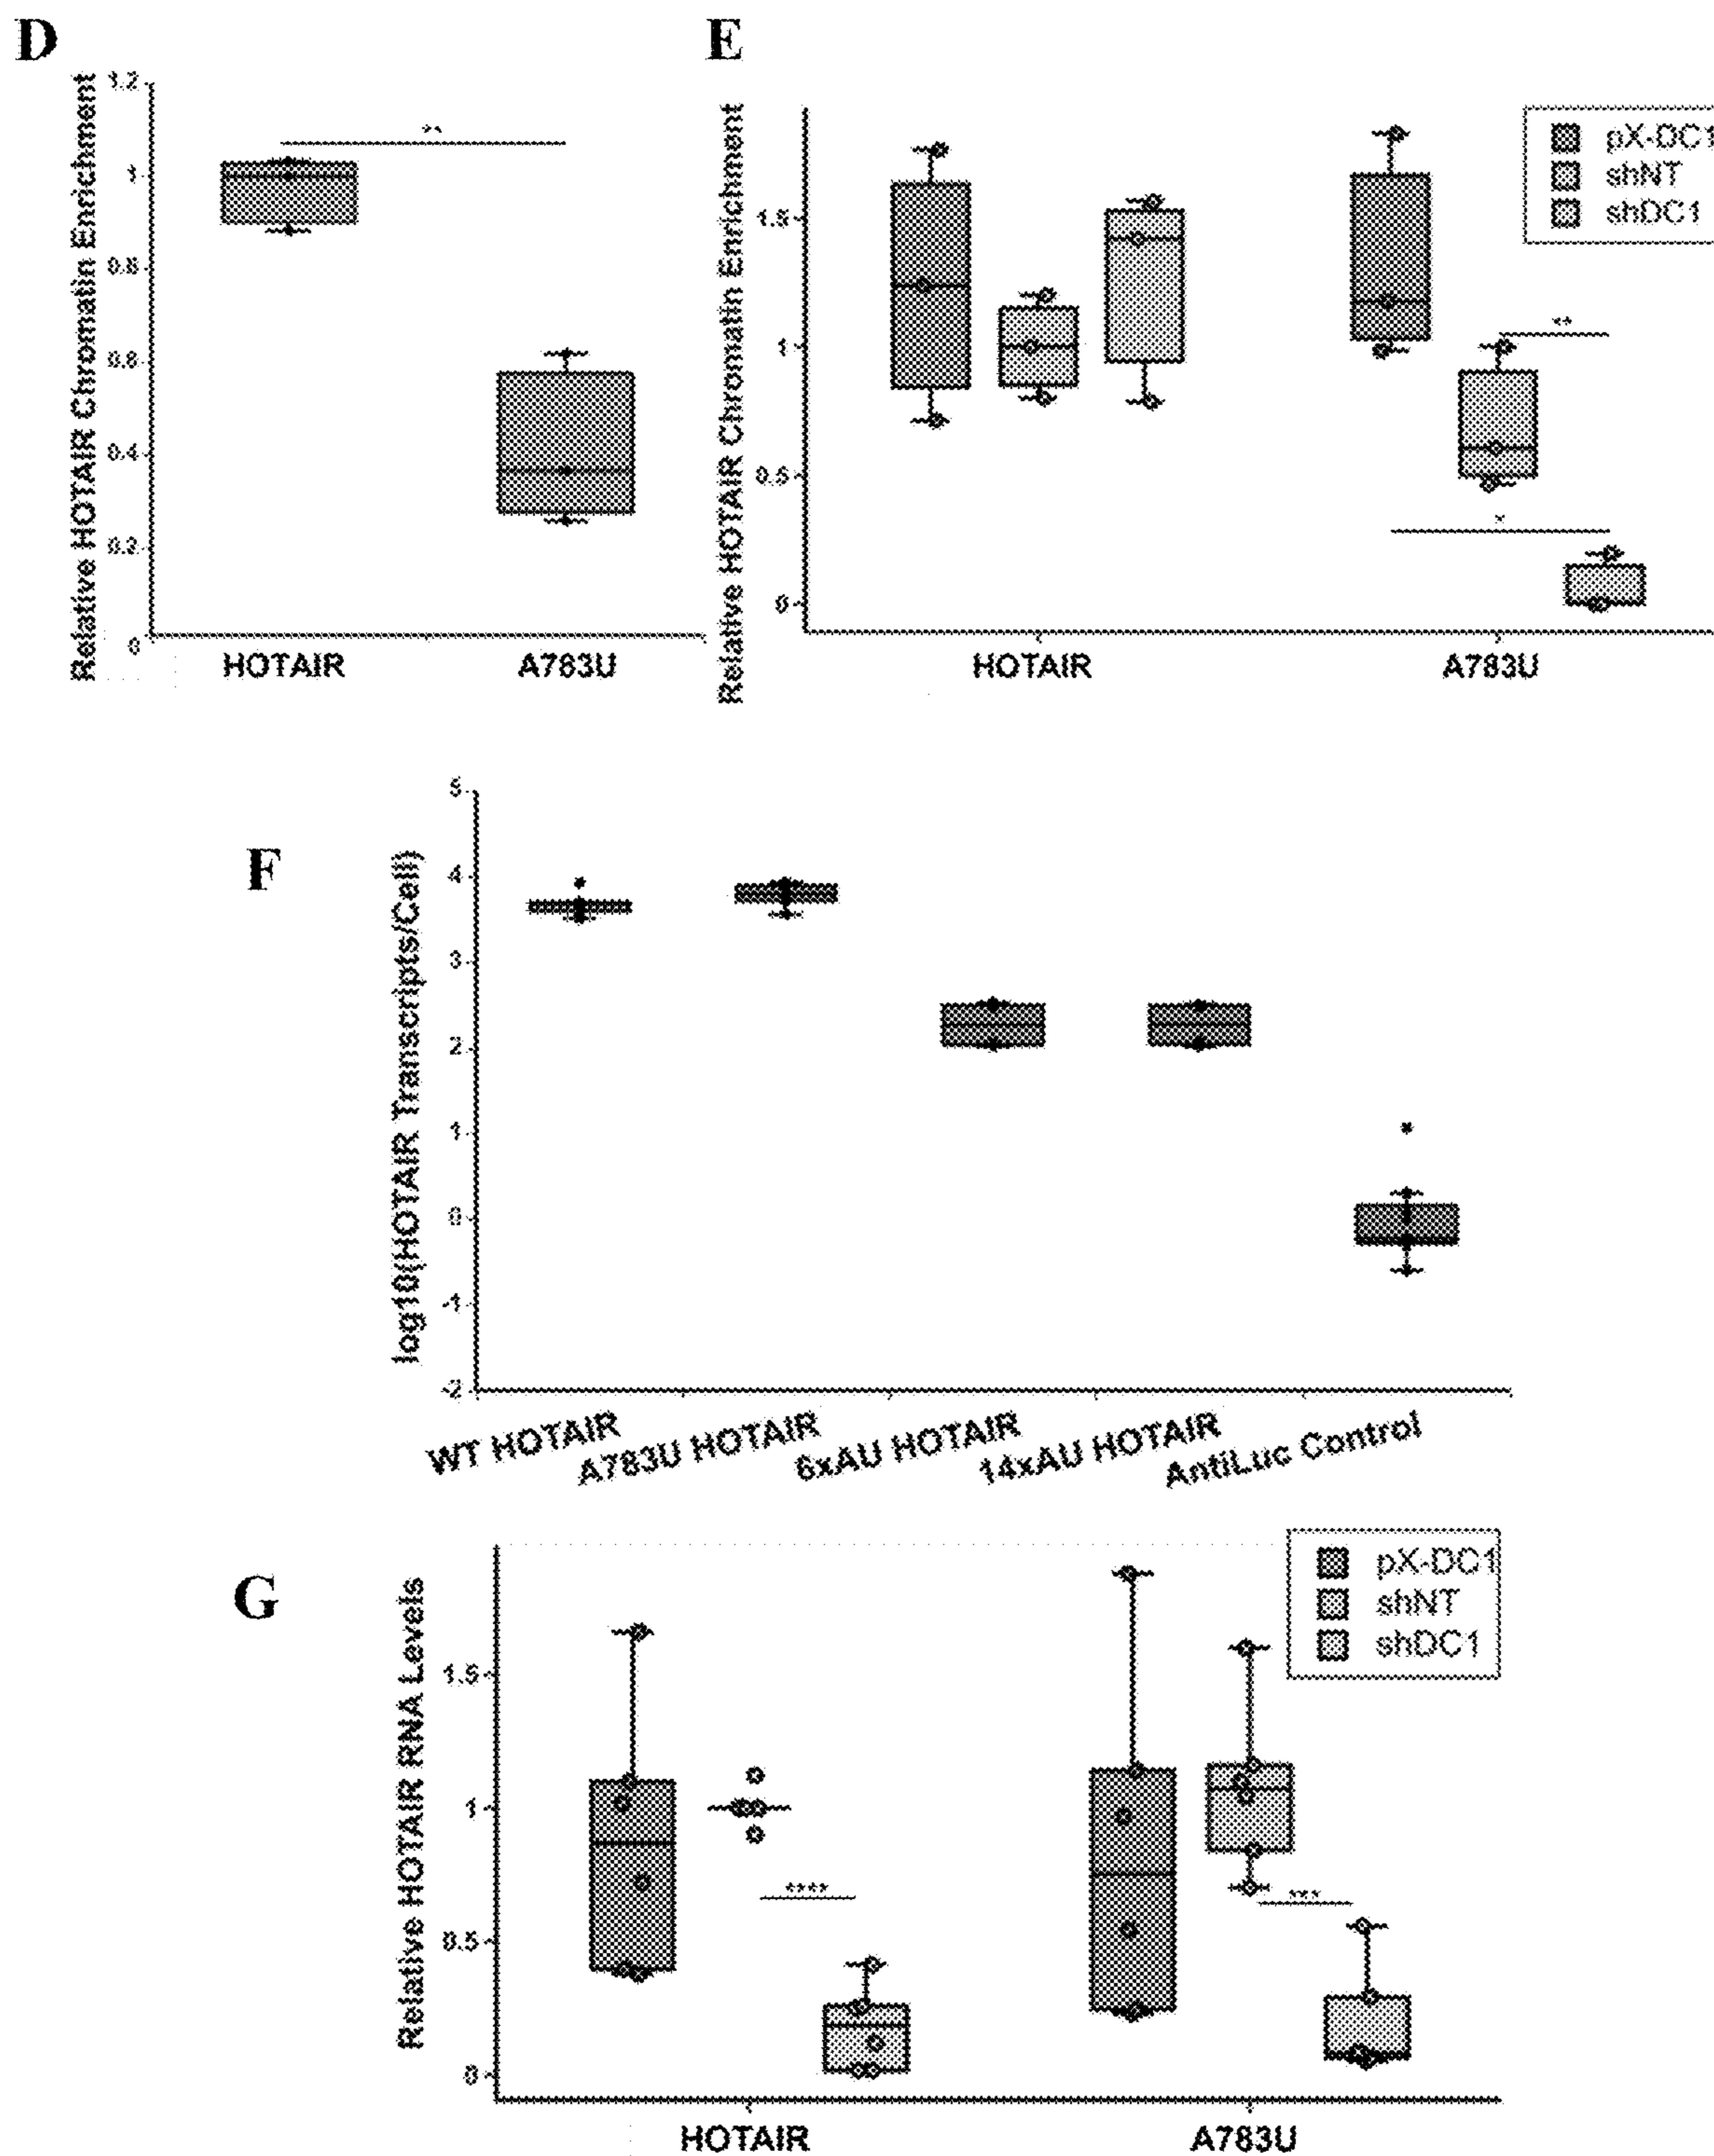 D
Relative HOTAIR Chromatin Enrichment
1.2
1
0.8
0.6
0.4
0.2
0
**
HOTAIR
A783U
E
Relative HOTAIR Chromatin Enrichment
1.5
1
0.5
0
pX-DC1
shNT
shDC1
**
*
HOTAIR
A783U
F
log10(HOTAIR Transcripts/Cell)
5
4
3
2
1
0
-1
-2
WT HOTAIR
A783U HOTAIR
6xAU HOTAIR
14xAU HOTAIR
AntiLuc Control
G
Relative HOTAIR RNA Levels
1.5
1
0.5
0
pX-DC1
shNT
shDC1
****
***
HOTAIR
A783U